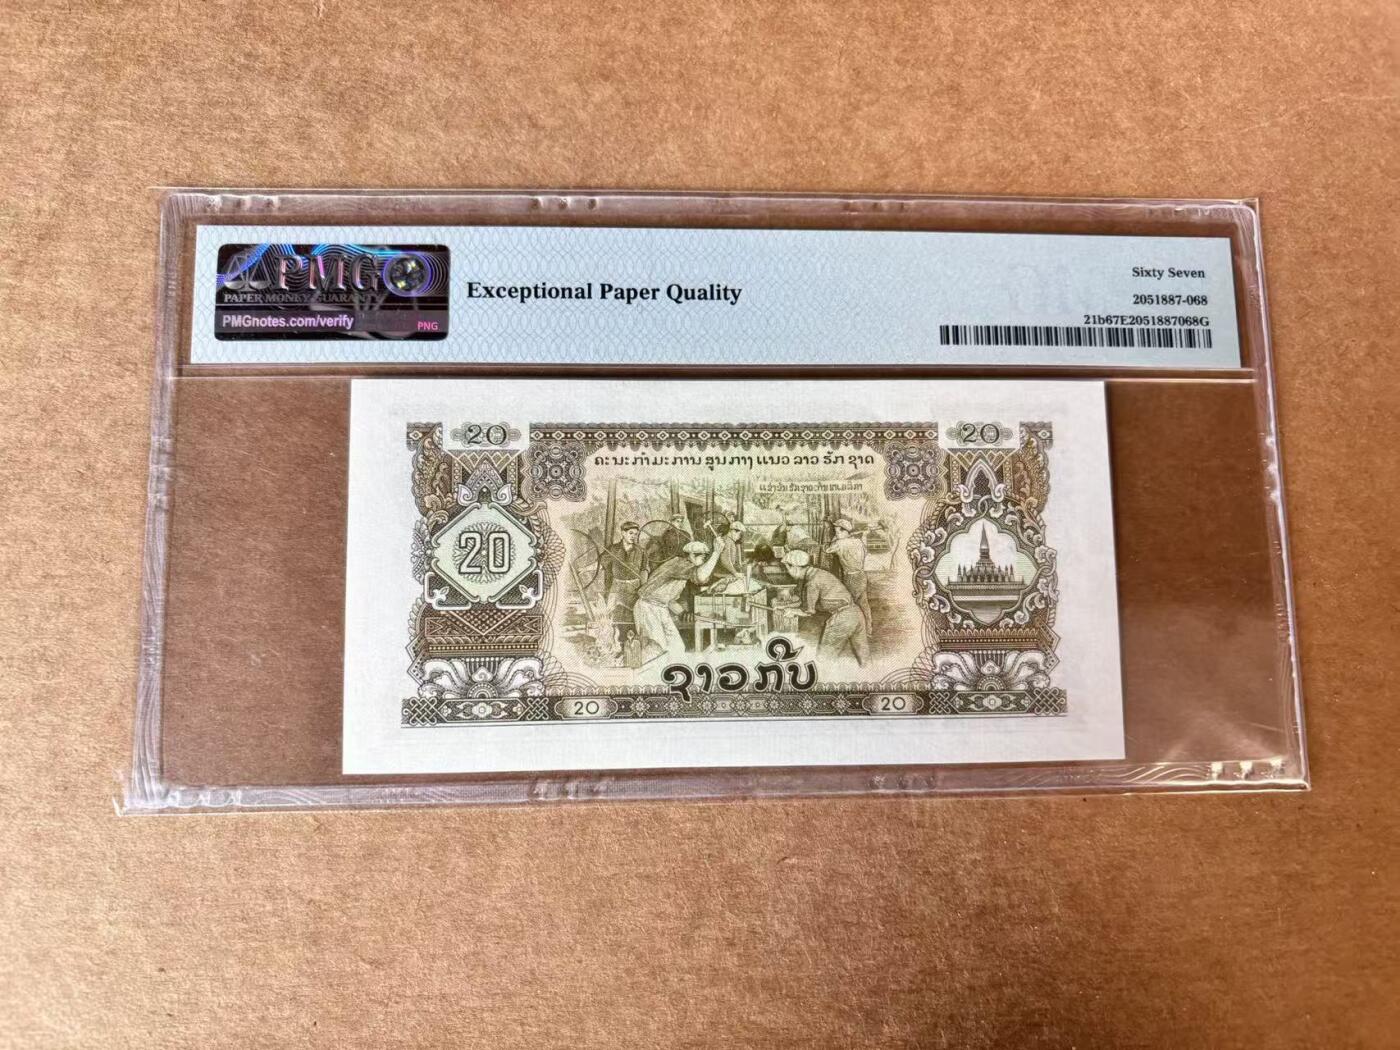 PMG
PAPER MONEY GUARANTY
PMGnotes.com/verify
PNG
Exceptional Paper Quality
Sixty Seven
2051887-068
21b67E2051887068G
20
20
ຄະນະກຳມະການ ສູນກາງ ແນວລາວຮັກຊາດ
20
ຊາວກີບ
20
20